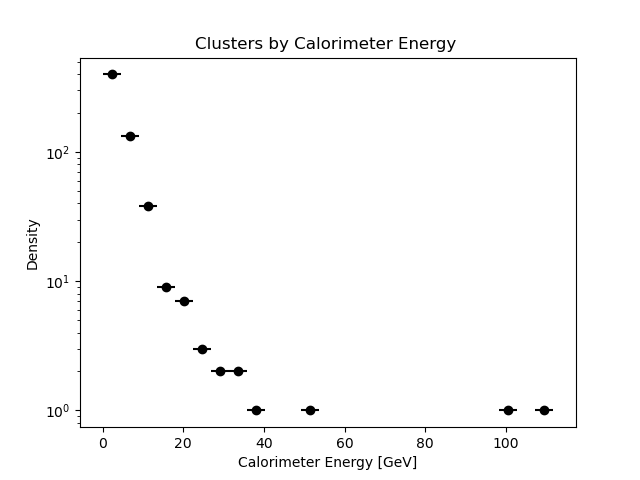 Clusters by Calorimeter Energy
Density
10²
10¹
10⁰
0 20 40 60 80 100
Calorimeter Energy [GeV]